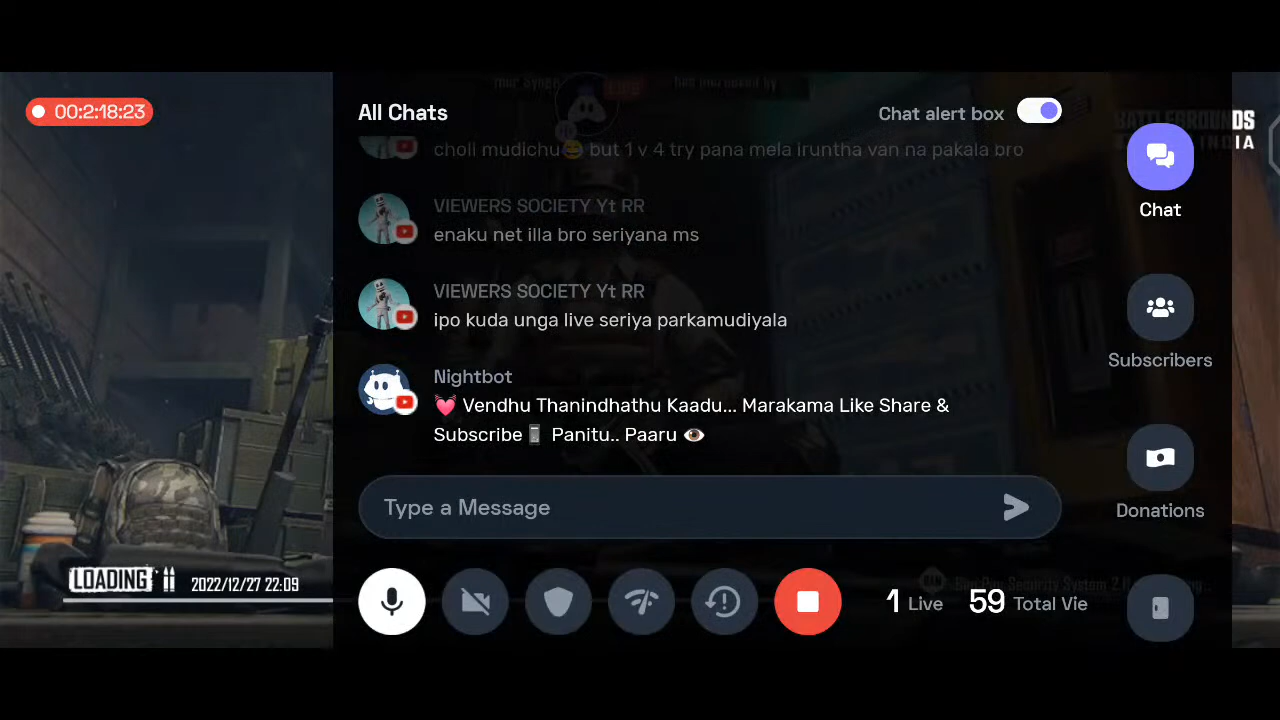 00:2:18:23
All Chats
Chat alert box
choli mudichu😂 but 1 v 4 try pana mela iruntha van na pakala bro
VIEWERS SOCIETY Yt RR
enaku net illa bro seriyana ms
VIEWERS SOCIETY Yt RR
ipo kuda unga live seriya parkamudiyala
Nightbot
💓 Vendhu Thanindhathu Kaadu... Marakama Like Share &
Subscribe🖥 Panitu.. Paaru 👁
Type a Message
Chat
Subscribers
Donations
LOADING
2022/12/27 22:09
1 Live
59 Total Vie